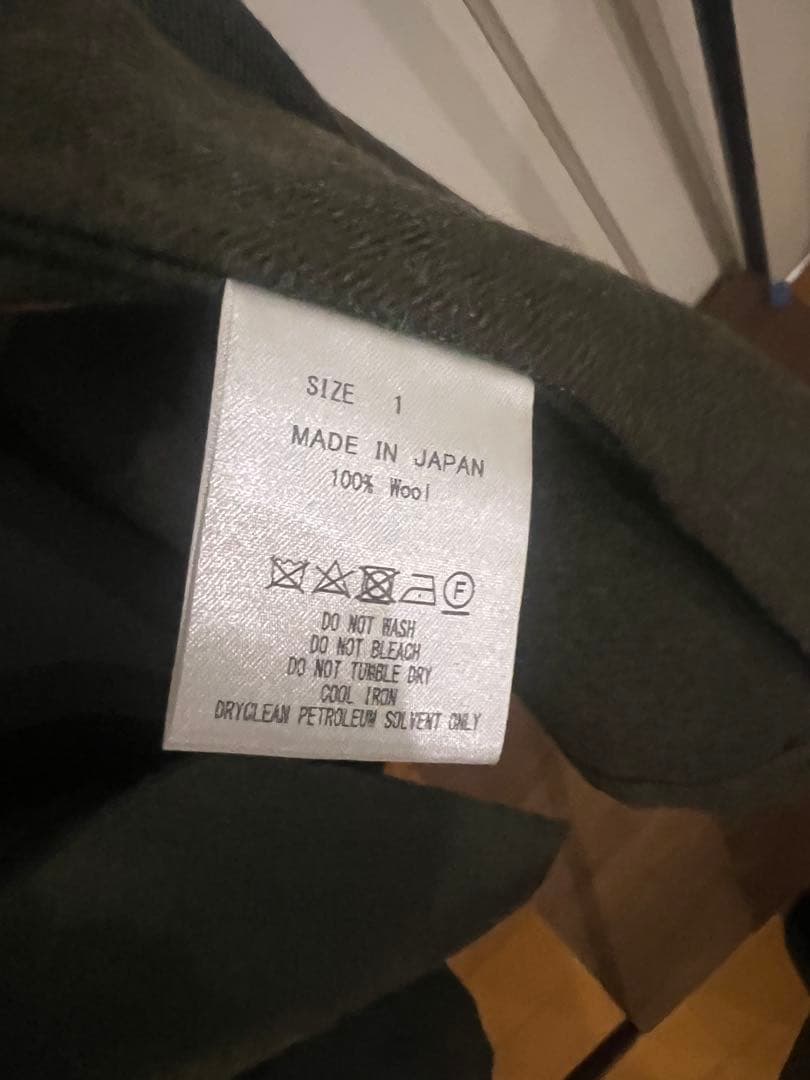 SIZE 1
MADE IN JAPAN
100% Wool
F
DO NOT WASH
DO NOT BLEACH
DO NOT TUMBLE DRY
COOL IRON
DRYCLEAN PETROLEUM SOLVENT ONLY